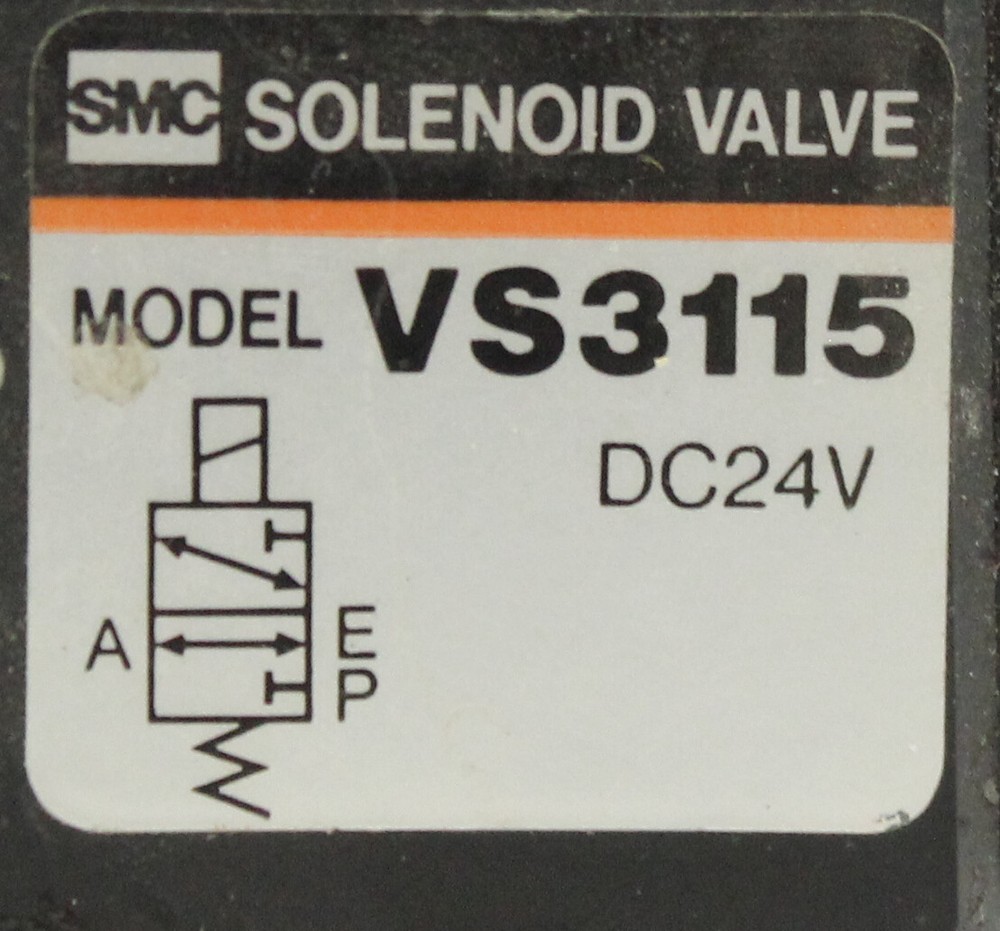 SMC SOLENOID VALVE
MODEL VS3115
DC24V
A E
P